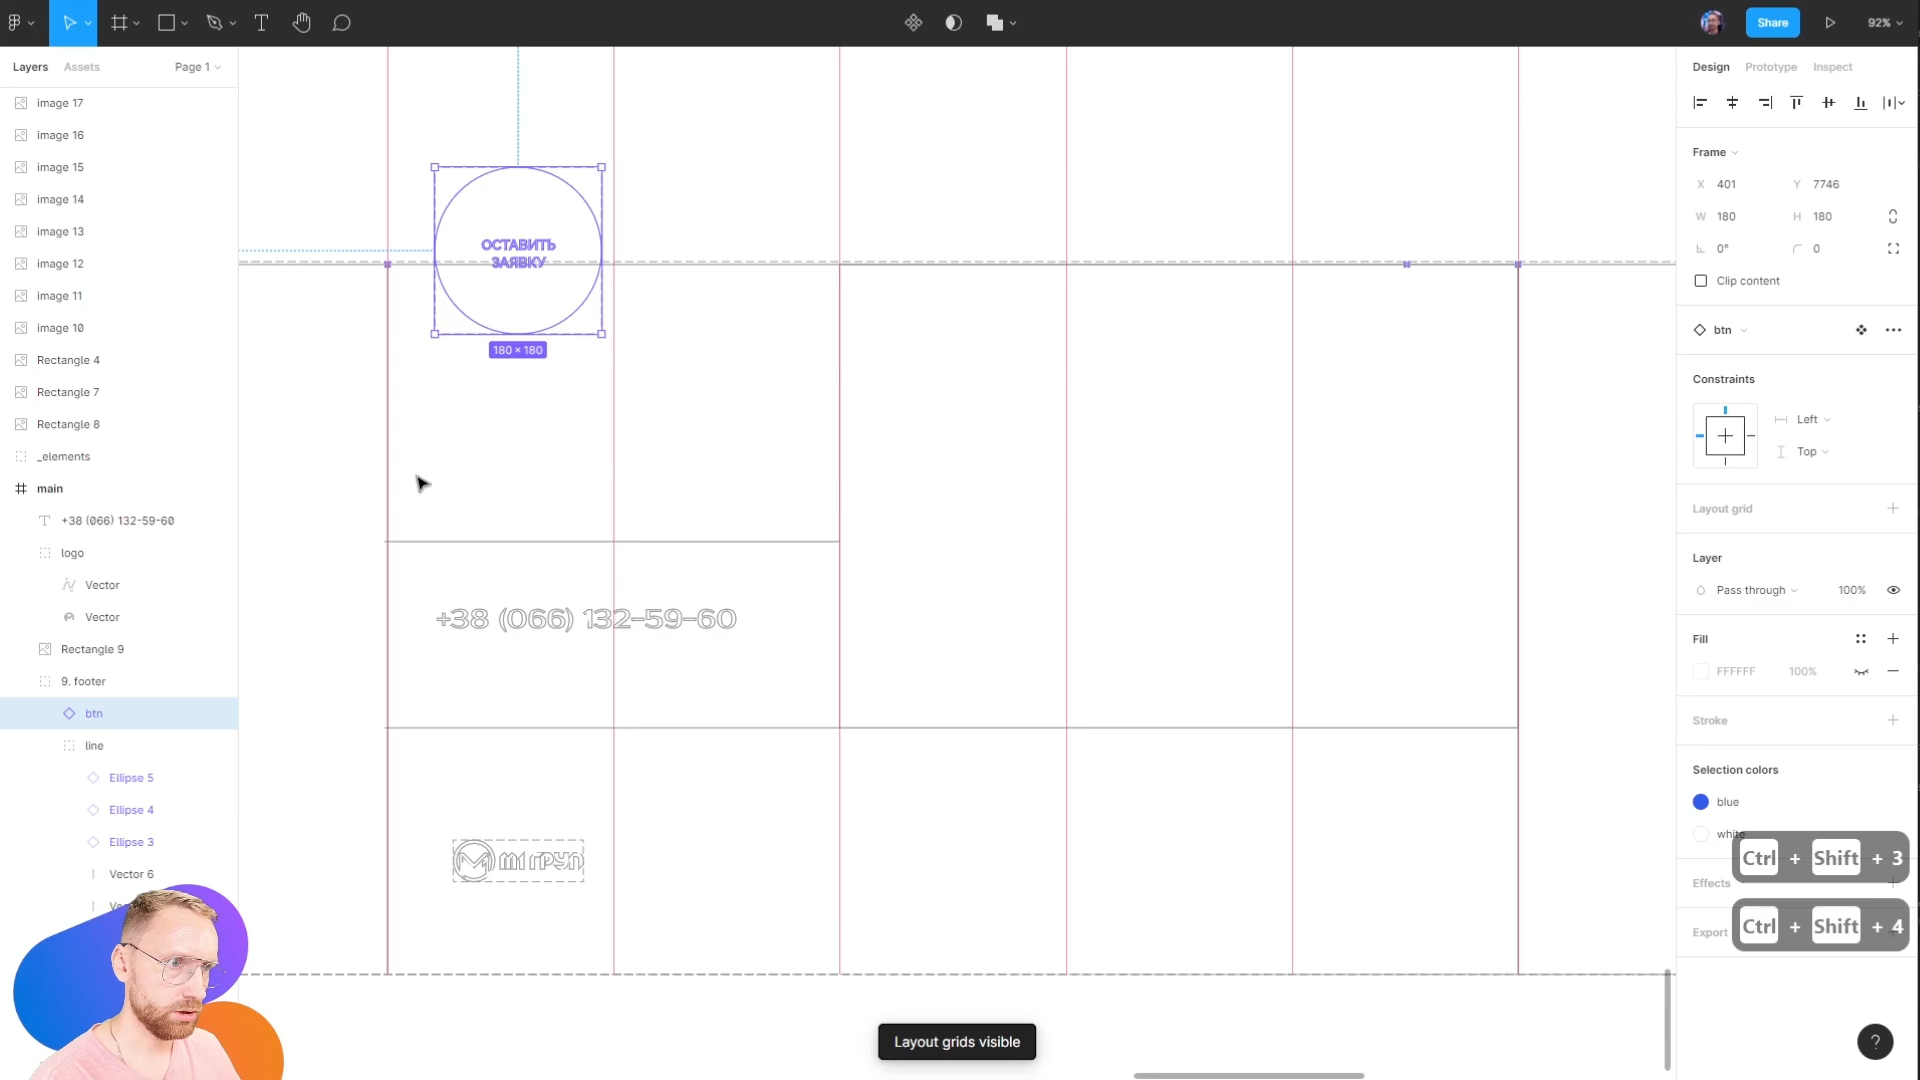 Share
92%
Layers
Assets
Page 1
Design
Prototype
Inspect
image 17
image 16
image 15
image 14
image 13
image 12
image 11
image 10
Rectangle 4
Rectangle 7
Rectangle 8
_elements
main
+38 (066) 132-59-60
logo
Vector
Vector
Rectangle 9
9. footer
btn
line
Ellipse 5
Ellipse 4
Ellipse 3
Vector 6
ОСТАВИТЬ
ЗАЯВКУ
180 × 180
+38 (066) 132-59-60
М1 ГРУП
Layout grids visible
Frame
X 401
Y 7746
W 180
H 180
0°
0
Clip content
btn
Constraints
Left
Top
Layout grid
Layer
Pass through
100%
Fill
FFFFFF
100%
Stroke
Selection colors
blue
white
Ctrl + Shift + 3
Effects
Ctrl + Shift + 4
Export
?